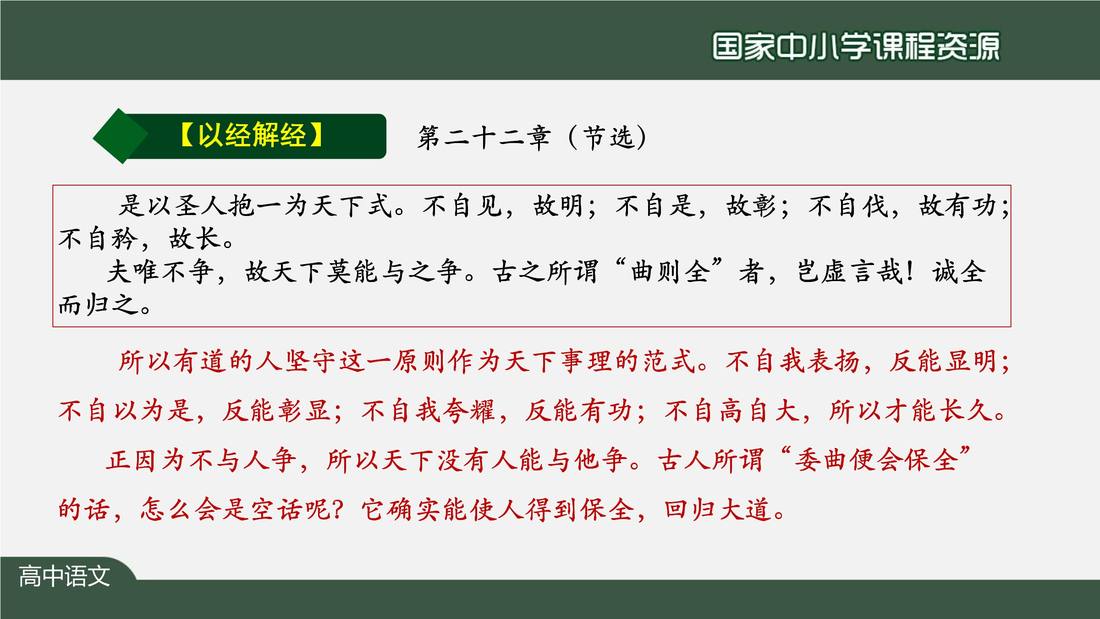 国家中小学课程资源
【以经解经】 第二十二章（节选）
是以圣人抱一为天下式。不自见，故明；不自是，故彰；不自伐，故有功；
不自矜，故长。
夫唯不争，故天下莫能与之争。古之所谓“曲则全”者，岂虚言哉！诚全
而归之。
所以有道的人坚守这一原则作为天下事理的范式。不自我表扬，反能显明；
不自以为是，反能彰显；不自我夸耀，反能有功；不自高自大，所以才能长久。
正因为不与人争，所以天下没有人能与他争。古人所谓“委曲便会保全”
的话，怎么会是空话呢？它确实能使人得到保全，回归大道。
高中语文